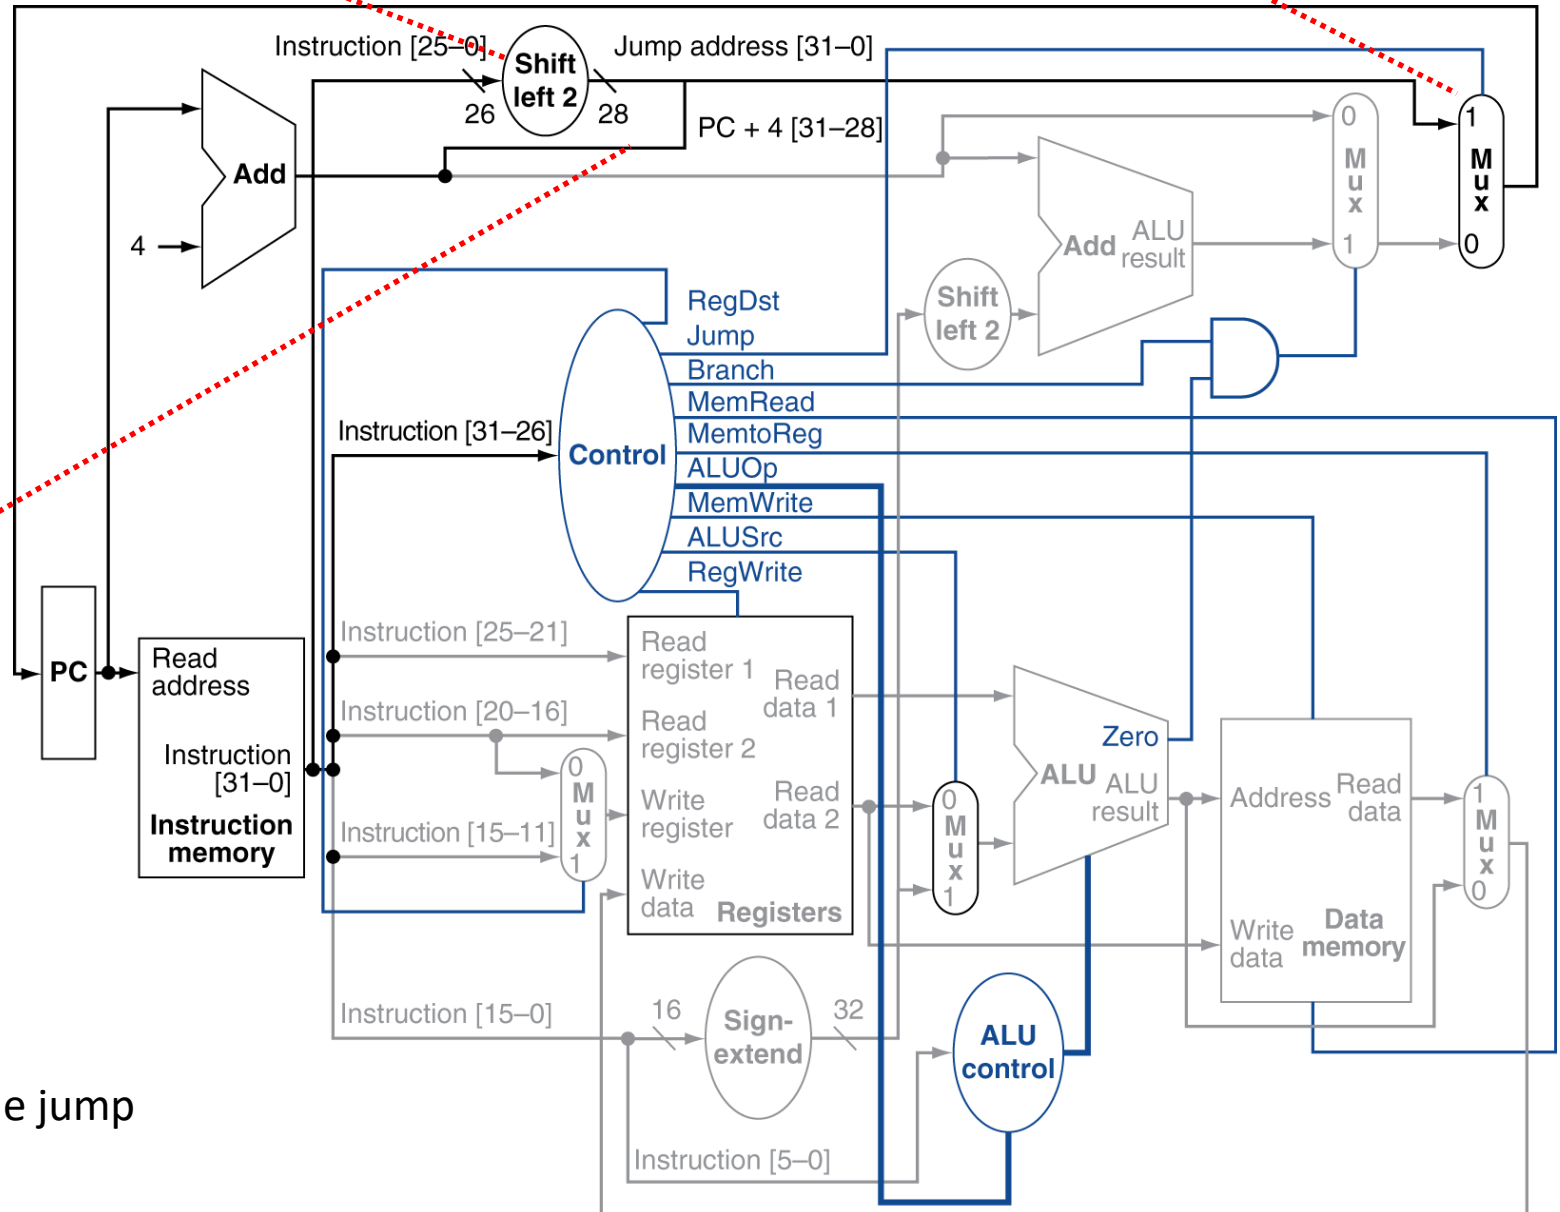 Instruction [25–0]
Shift
left 2
Jump address [31–0]
26
28
PC + 4 [31–28]
Add
4
0
M
u
x
1
1
M
u
x
0
Add
ALU
result
Shift
left 2
RegDst
Jump
Branch
MemRead
MemtoReg
ALUOp
MemWrite
ALUSrc
RegWrite
Instruction [31–26]
Control
PC
Read
address
Instruction
[31–0]
Instruction
memory
Instruction [25–21]
Instruction [20–16]
Instruction [15–11]
0
M
u
x
1
Read
register 1
Read
register 2
Write
register
Write
data
Read
data 1
Read
data 2
Registers
0
M
u
x
1
Zero
ALU
ALU
result
Address
Read
data
Write
data
Data
memory
1
M
u
x
0
Instruction [15–0]
16
Sign-
extend
32
ALU
control
Instruction [5–0]
e jump